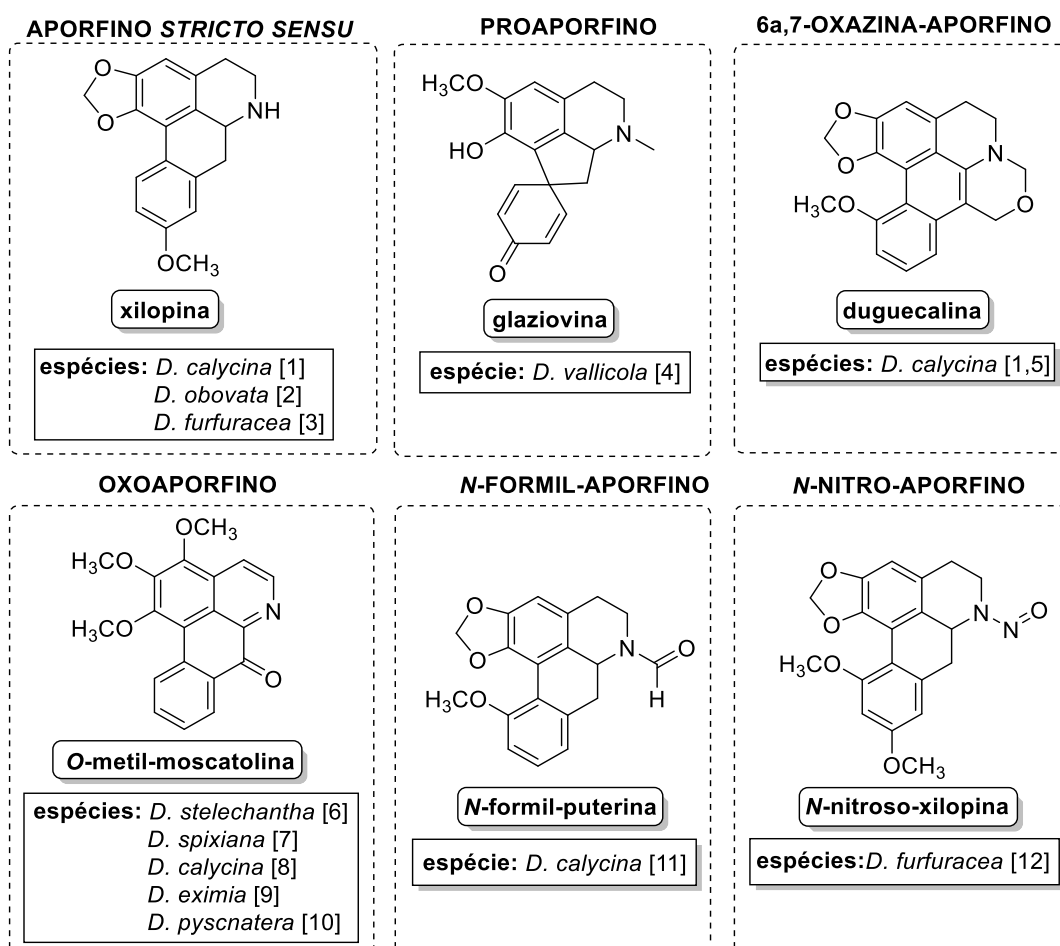 APORFINO STRICTO SENSU
O
O
NH
OCH3
xilopina
espécies: D. calycina [1]
D. obovata [2]
D. furfuracea [3]
PROAPORFINO
H3CO
HO
N
O
glaziovina
espécie: D. vallicola [4]
6a,7-OXAZINA-APORFINO
O
O
N
O
H3CO
duguecalina
espécies: D. calycina [1,5]
OXOAPORFINO
OCH3
H3CO
H3CO
N
O
O-metil-moscatolina
espécies: D. stelechantha [6]
D. spixiana [7]
D. calycina [8]
D. eximia [9]
D. pyscnatera [10]
N-FORMIL-APORFINO
O
O
N
O
H
H3CO
N-formil-puterina
espécie: D. calycina [11]
N-NITRO-APORFINO
O
O
N
N
O
H3CO
OCH3
N-nitroso-xilopina
espécies:D. furfuracea [12]